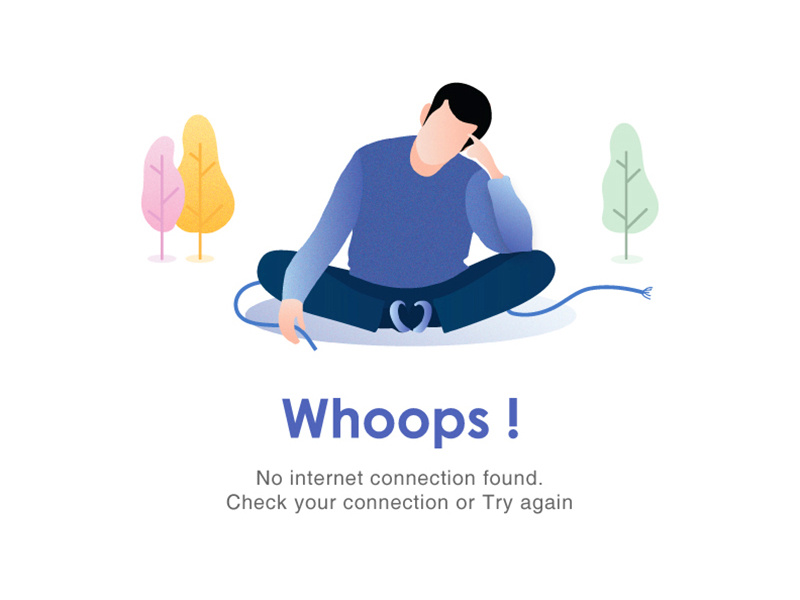 Whoops !
No internet connection found.
Check your connection or Try again